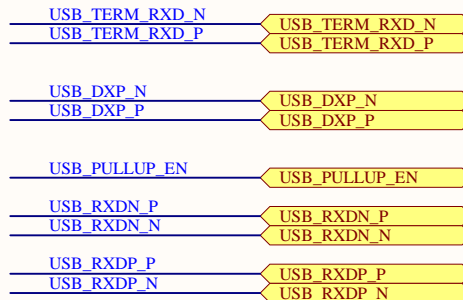 USB_TERM_RXD_N USB_TERM_RXD_N
USB_TERM_RXD_P USB_TERM_RXD_P
USB_DXP_N USB_DXP_N
USB_DXP_P USB_DXP_P
USB_PULLUP_EN USB_PULLUP_EN
USB_RXDN_P USB_RXDN_P
USB_RXDN_N USB_RXDN_N
USB_RXDP_P USB_RXDP_P
USB_RXDP_N USB_RXDP_N